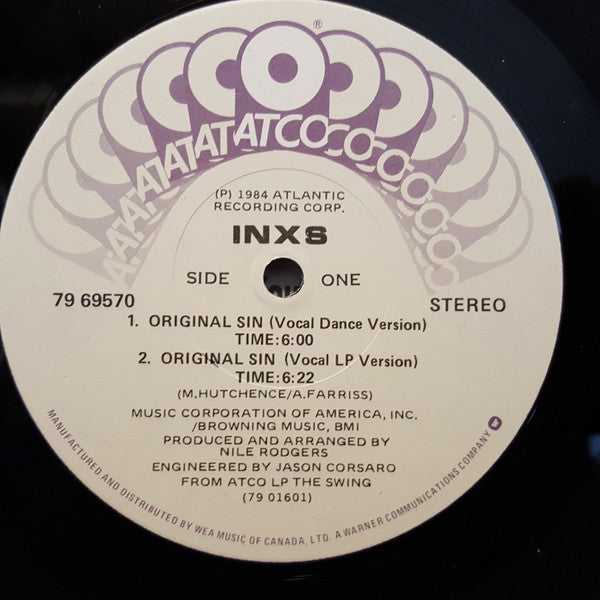 ®
ATATATATATATCOCOCOCOCOCO
(P) 1984 ATLANTIC
RECORDING CORP.
INXS
SIDE ONE
79 69570
STEREO
1. ORIGINAL SIN (Vocal Dance Version)
TIME:6:00
2. ORIGINAL SIN (Vocal LP Version)
TIME:6:22
(M.HUTCHENCE/A.FARRISS)
MUSIC CORPORATION OF AMERICA, INC.
/BROWNING MUSIC, BMI
PRODUCED AND ARRANGED BY
NILE RODGERS
ENGINEERED BY JASON CORSARO
FROM ATCO LP THE SWING
(79 01601)
MANUFACTURED AND DISTRIBUTED BY WEA MUSIC OF CANADA, LTD. A WARNER COMMUNICATIONS COMPANY